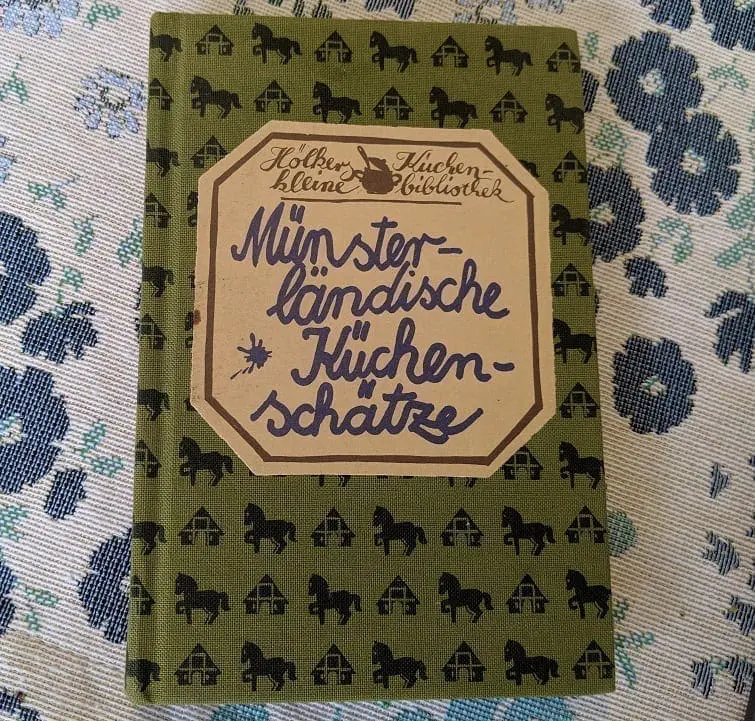 Hölker Küchen-
kleine bibliothek
Münster-
ländische
Küchen-
schätze